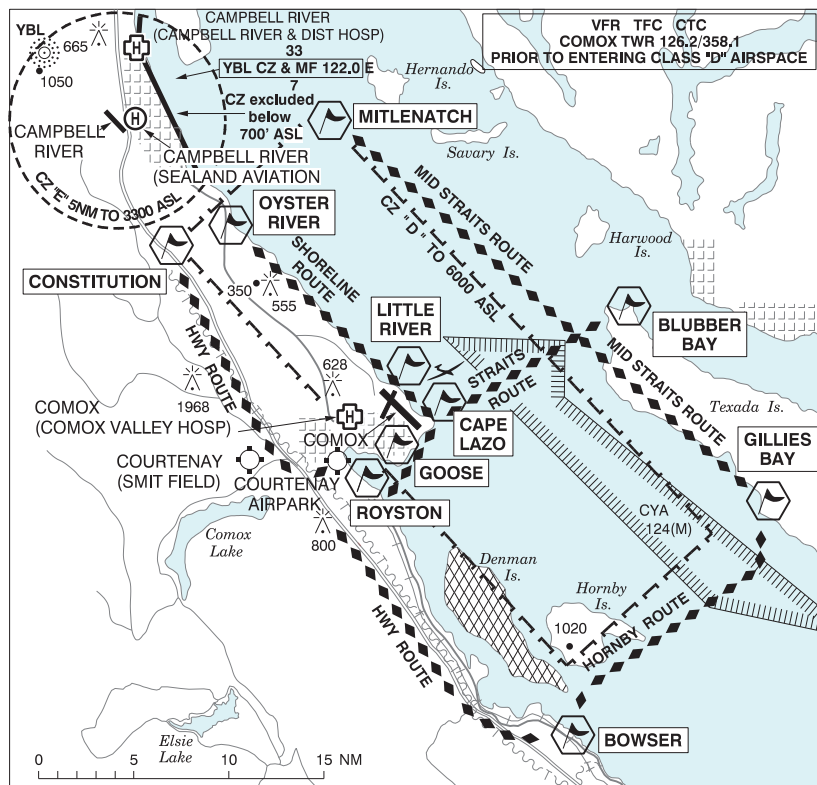 CAMPBELL RIVER
(CAMPBELL RIVER & DIST HOSP)
33
YBL CZ & MF 122.0 E
7
CZ excluded
below
700' ASL
VFR TFC CTC
COMOX TWR 126.2/358.1
PRIOR TO ENTERING CLASS "D" AIRSPACE
YBL
665
1050
Hernando
Is.
MITLENATCH
Savary Is.
H
H
CAMPBELL
RIVER
CAMPBELL RIVER
(SEALAND AVIATION
CZ "E" 5NM TO 3300 ASL
OYSTER
RIVER
CONSTITUTION
SHORELINE
ROUTE
MID STRAITS ROUTE
CZ "D" TO 6000 ASL
Harwood
Is.
350
555
LITTLE
RIVER
BLUBBER
BAY
HWY ROUTE
628
1968
STRAITS
ROUTE
MID STRAITS ROUTE
Texada Is.
COMOX
(COMOX VALLEY HOSP)
H
COMOX
CAPE
LAZO
GILLIES
BAY
COURTENAY
(SMIT FIELD)
COURTENAY
AIRPARK
GOOSE
ROYSTON
CYA
124(M)
Comox
Lake
800
Denman
Is.
Hornby
Is.
1020
HORNBY ROUTE
HWY ROUTE
BOWSER
Elsie
Lake
0 5 10 15 NM